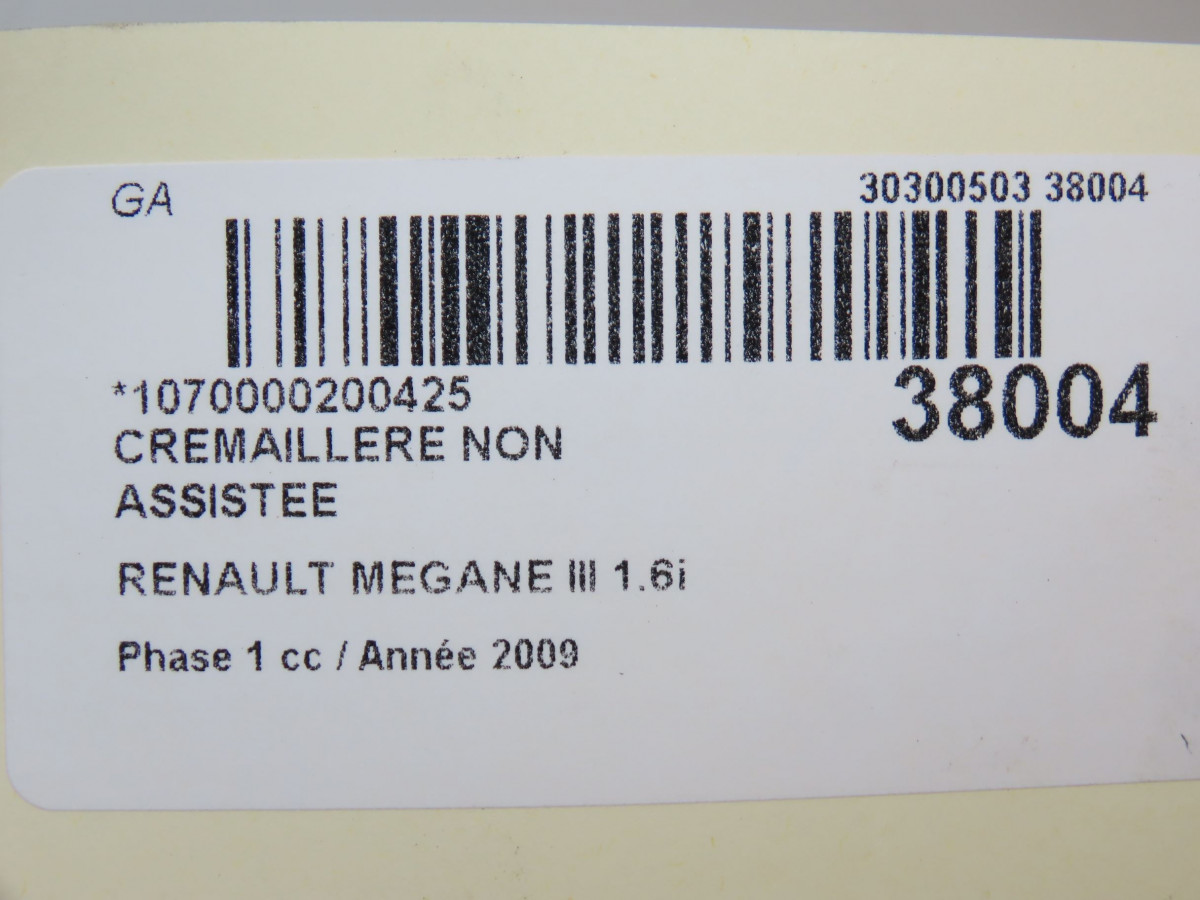 GA
30300503 38004
*1070000200425
38004
CREMAILLERE NON
ASSISTEE
RENAULT MEGANE III 1.6i
Phase 1 cc / Année 2009